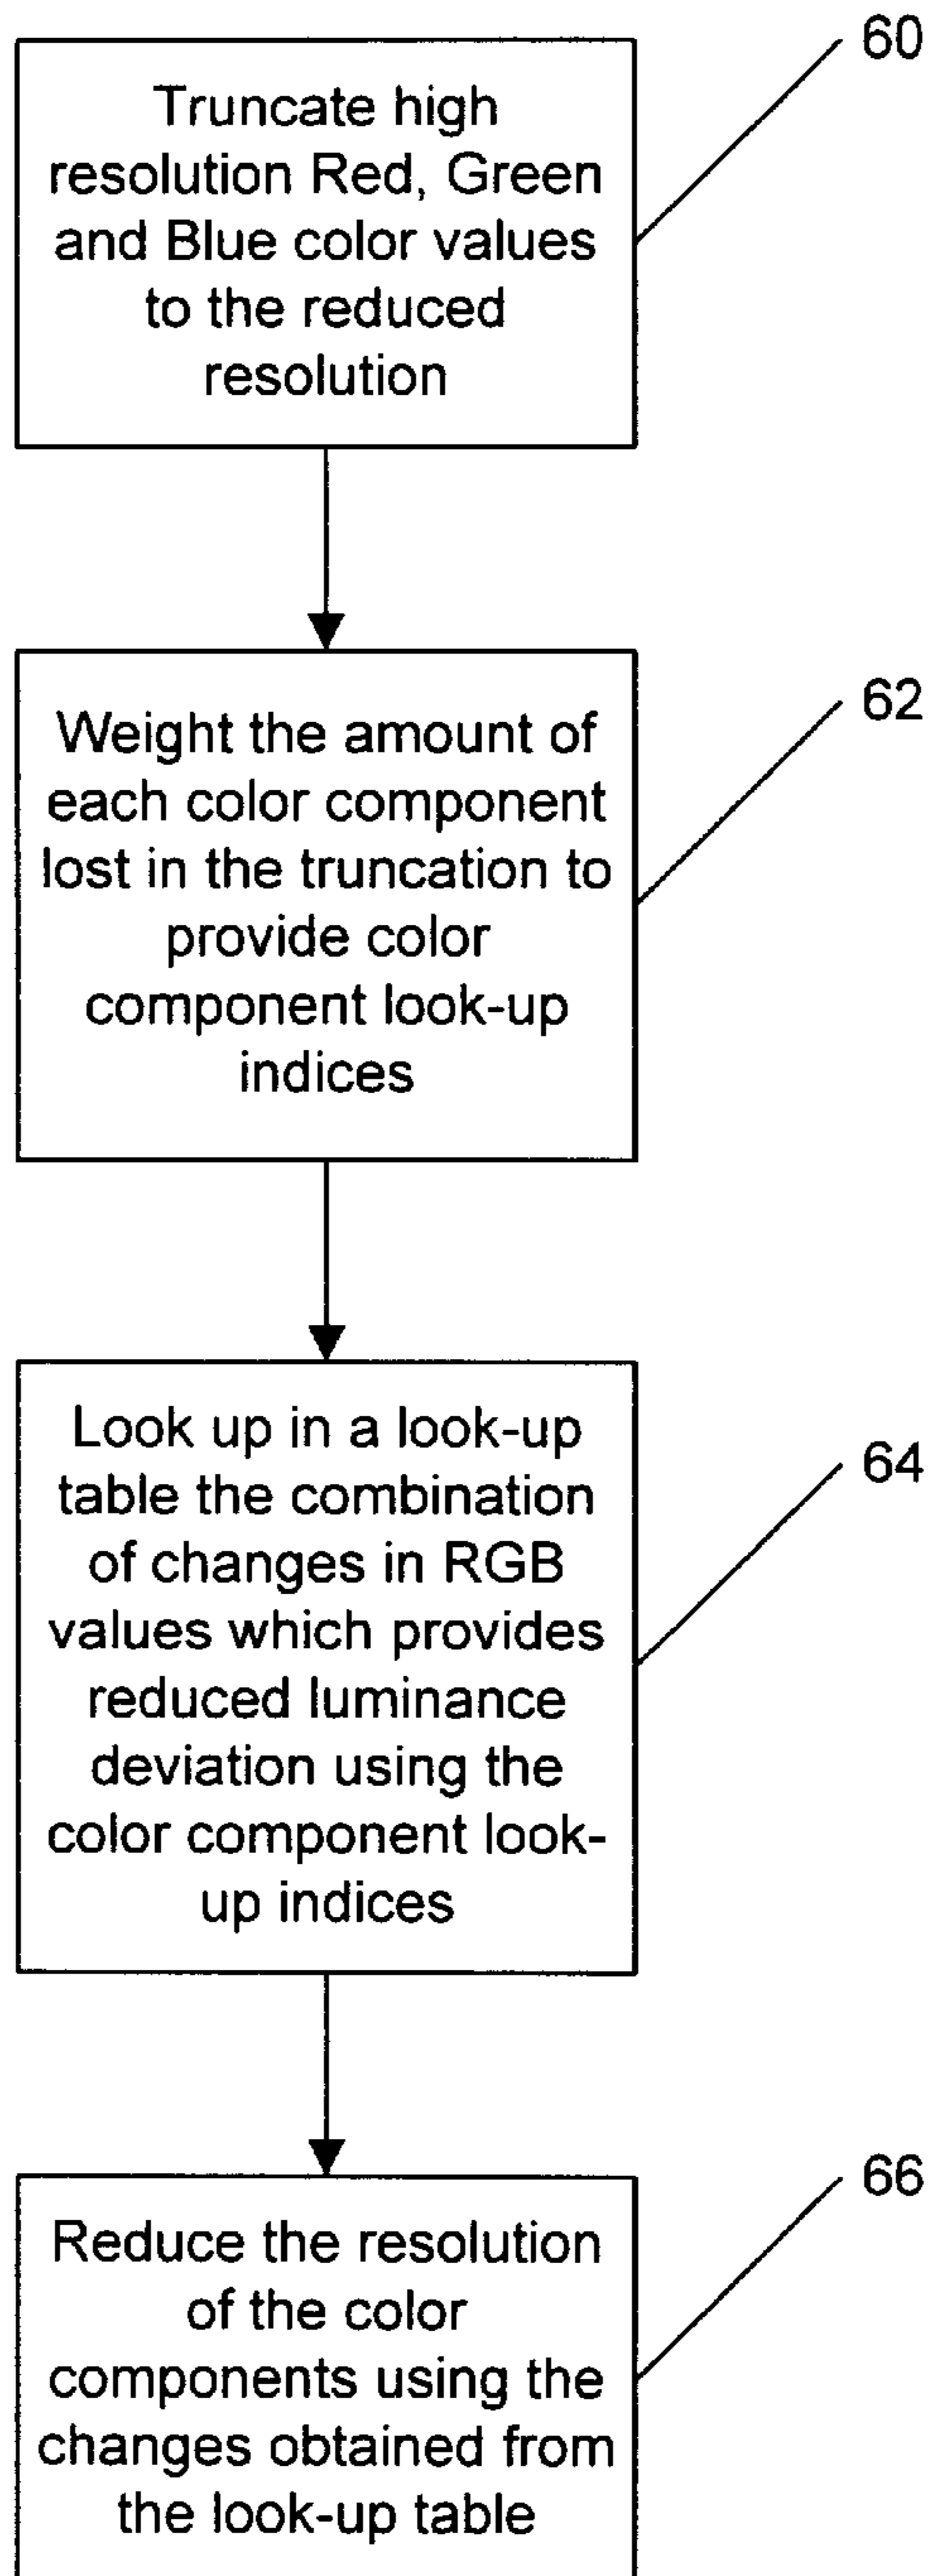 60
Truncate high
resolution Red, Green
and Blue color values
to the reduced
resolution
62
Weight the amount of
each color component
lost in the truncation to
provide color
component look-up
indices
64
Look up in a look-up
table the combination
of changes in RGB
values which provides
reduced luminance
deviation using the
color component look-
up indices
66
Reduce the resolution
of the color
components using the
changes obtained from
the look-up table